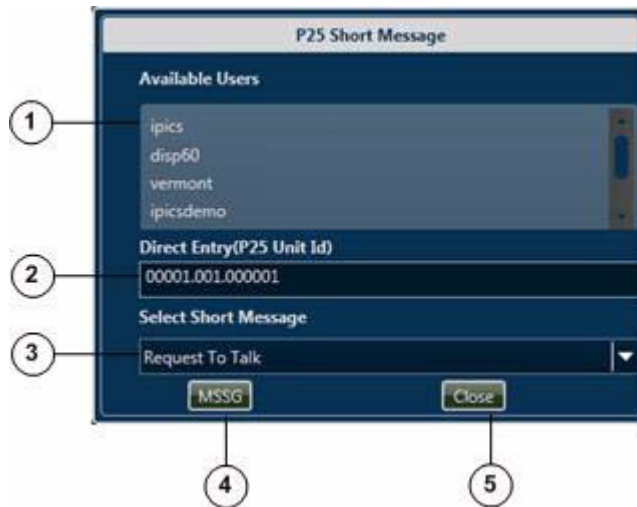 P25 Short Message
Available Users
1
ipics
disp60
vermont
ipicsdemo
Direct Entry(P25 Unit Id)
2
00001.001.000001
Select Short Message
3
Request To Talk
MSSG
Close
4
5